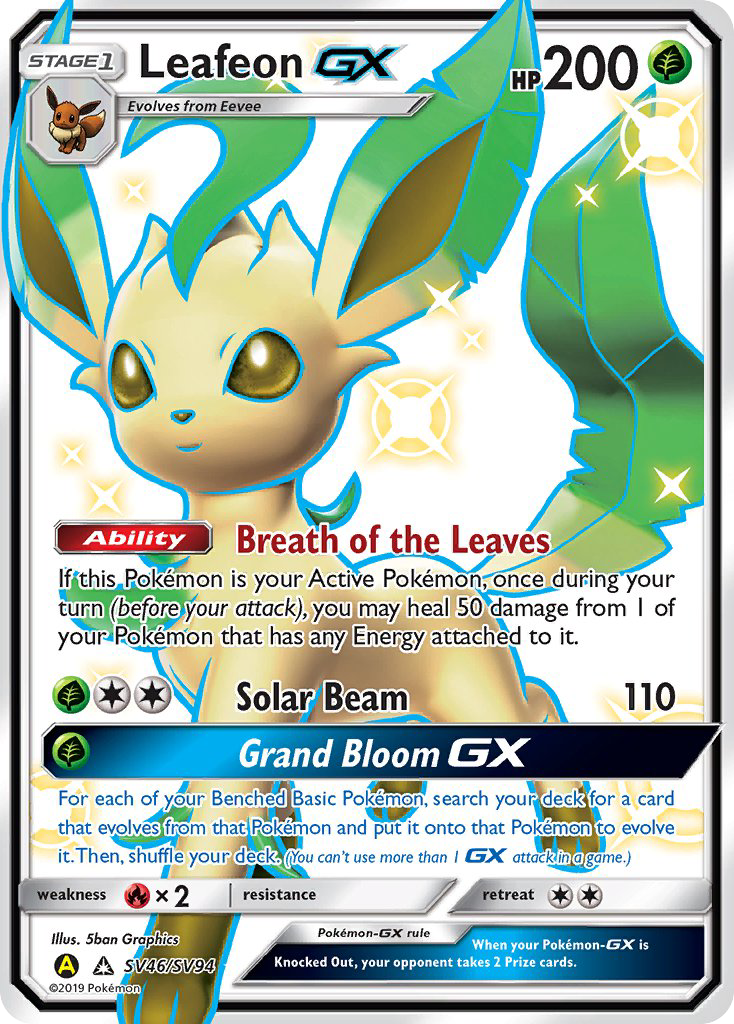 STAGE1
Leafeon GX
HP200
Evolves from Eevee
Ability
Breath of the Leaves
If this Pokémon is your Active Pokémon, once during your
turn (before your attack), you may heal 50 damage from 1 of
your Pokémon that has any Energy attached to it.
Solar Beam 110
Grand Bloom GX
For each of your Benched Basic Pokémon, search your deck for a card
that evolves from that Pokémon and put it onto that Pokémon to evolve
it. Then, shuffle your deck. (You can't use more than 1 GX attack in a game.)
weakness ×2 resistance retreat
Illus. 5ban Graphics
A SV46/SV94
©2019 Pokémon
Pokémon-GX rule
When your Pokémon-GX is
Knocked Out, your opponent takes 2 Prize cards.